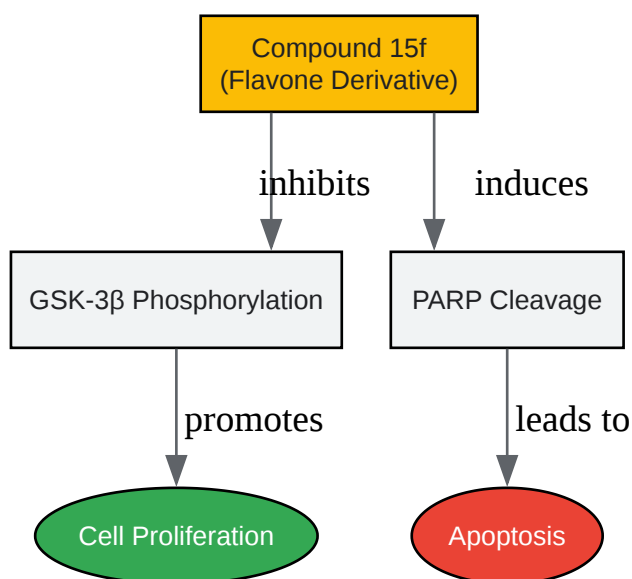 Compound 15f
(Flavone Derivative)
inhibits
induces
GSK-3β Phosphorylation
PARP Cleavage
promotes
leads to
Cell Proliferation
Apoptosis